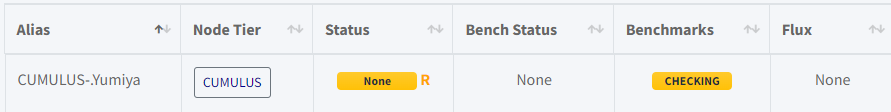 Alias Node Tier Status Bench Status Benchmarks Flux
CUMULUS-.Yumiya CUMULUS None R None CHECKING None